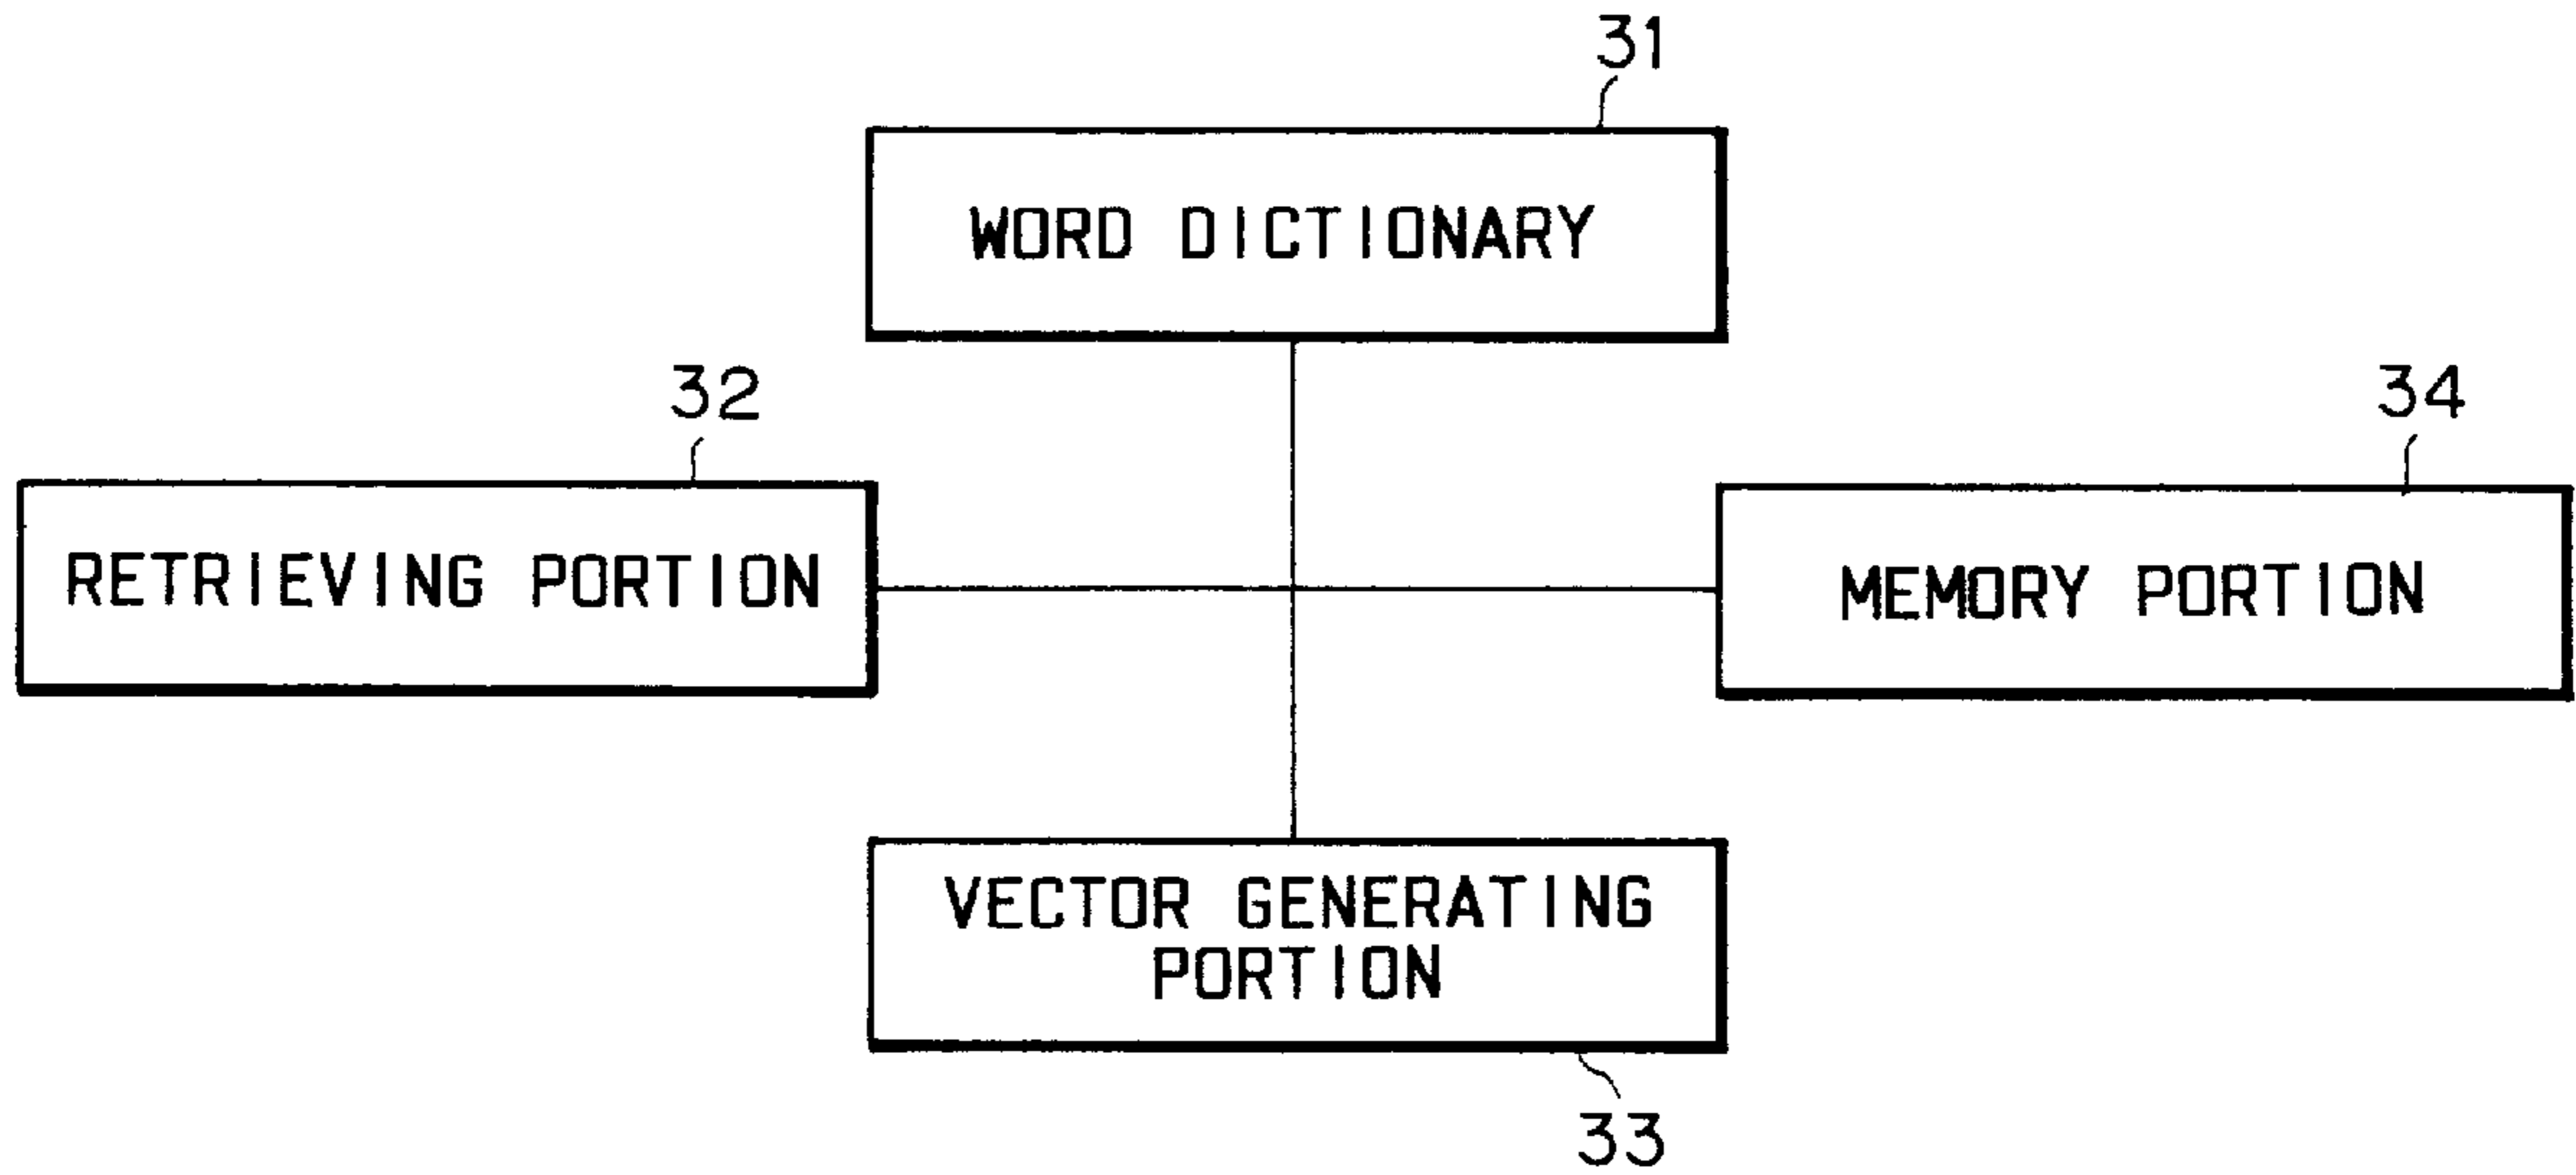 31
WORD DICTIONARY
32
34
RETRIEVING PORTION
MEMORY PORTION
VECTOR GENERATING
PORTION
33